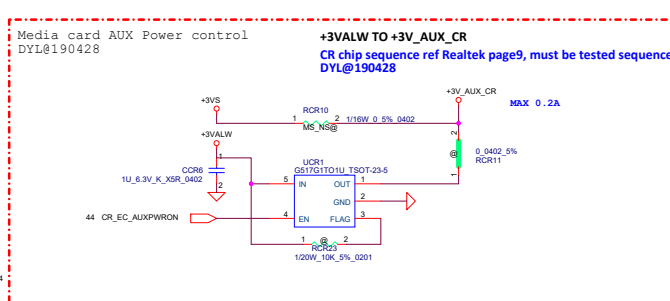 Media card AUX Power control
DYL@190428
+3VALW TO +3V_AUX_CR
CR chip sequence ref Realtek page9, must be tested sequence
DYL@190428
+3VS
+3V_AUX_CR
MAX 0.2A
RCR10
1 2 1/16W_0_5%_0402
MS_NS@
+3VALW
2
1
0_0402_5%
@
RCR11
CCR6
1U_6.3V_K_X5R_0402
2
1
UCR1
G517G1TO1U_TSOT-23-5
5 IN OUT 1
GND 2
44 CR_EC_AUXPWRON
4 EN FLAG 3
1 @ 2
RCR23
1/20W_10K_5%_0201
4